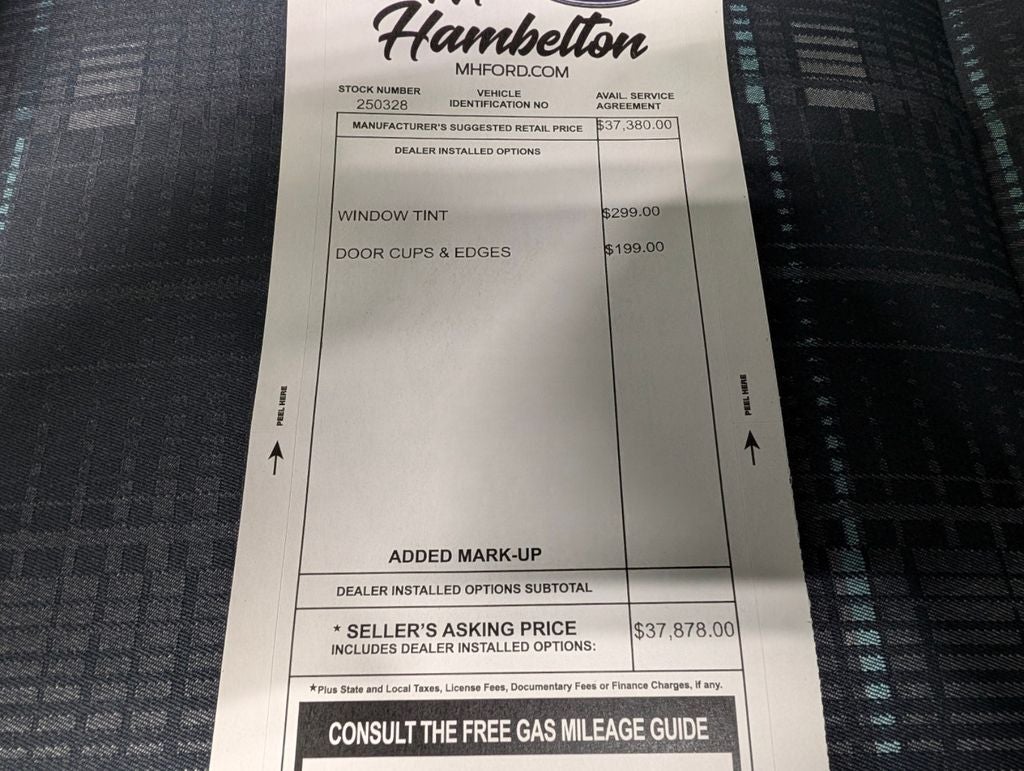 Hambelton
MHFORD.COM
STOCK NUMBER
250328
VEHICLE
IDENTIFICATION NO
AVAIL. SERVICE
AGREEMENT
MANUFACTURER'S SUGGESTED RETAIL PRICE $37,380.00
DEALER INSTALLED OPTIONS
WINDOW TINT $299.00
DOOR CUPS & EDGES $199.00
PEEL HERE
PEEL HERE
ADDED MARK-UP
DEALER INSTALLED OPTIONS SUBTOTAL
* SELLER'S ASKING PRICE $37,878.00
INCLUDES DEALER INSTALLED OPTIONS:
*Plus State and Local Taxes, License Fees, Documentary Fees or Finance Charges, if any.
CONSULT THE FREE GAS MILEAGE GUIDE